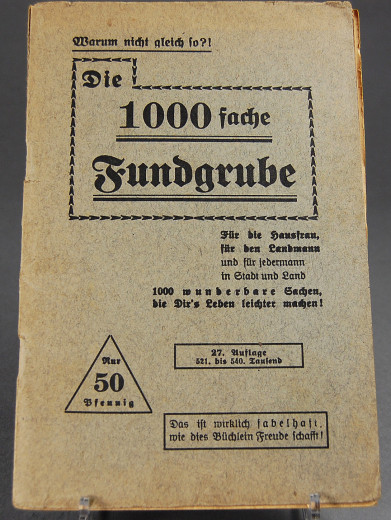 Warum nicht gleich so?!
Die
1000 fache
Fundgrube
Für die Hausfrau,
für den Landmann
und für jedermann
in Stadt und Land
1000 wunderbare Sachen,
die Dir's Leben leichter machen!
27. Auflage
521. bis 540. Tausend
Nur
50
Pfennig
Das ist wirklich fabelhaft,
wie dies Büchlein Freude schafft!